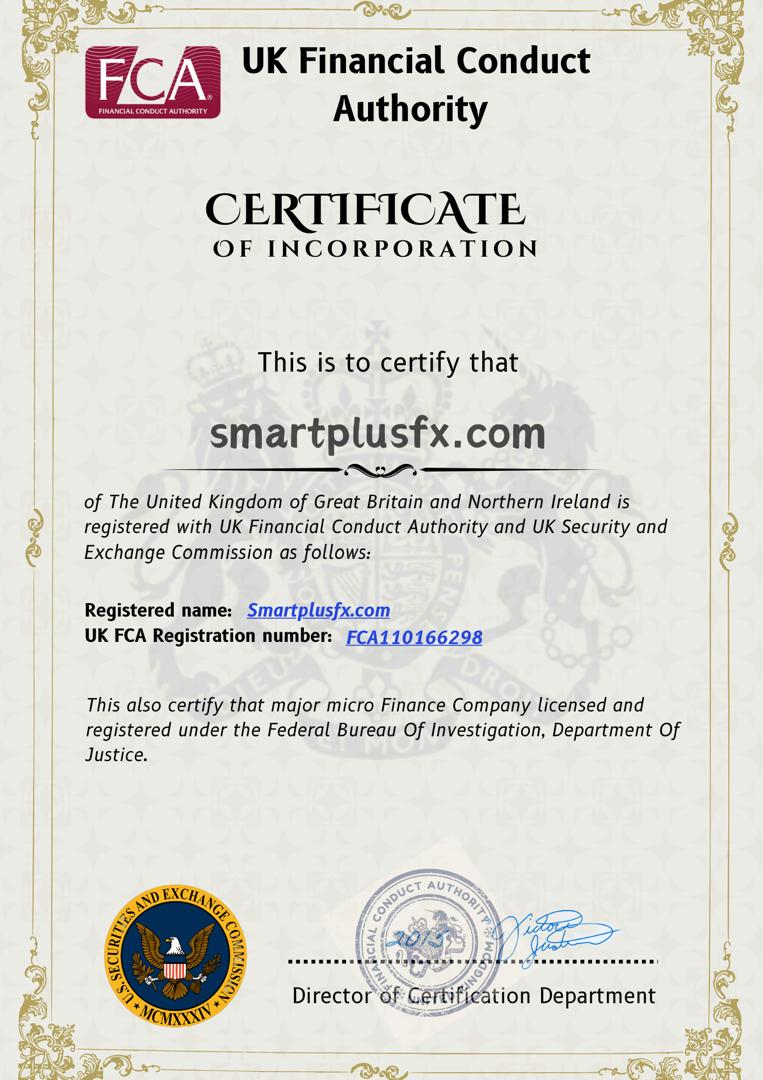 FCA®
FINANCIAL CONDUCT AUTHORITY
UK Financial Conduct
Authority
CERTIFICATE
OF INCORPORATION
This is to certify that
smartplusfx.com
of The United Kingdom of Great Britain and Northern Ireland is
registered with UK Financial Conduct Authority and UK Security and
Exchange Commission as follows:
Registered name: Smartplusfx.com
UK FCA Registration number: FCA110166298
This also certify that major micro Finance Company licensed and
registered under the Federal Bureau Of Investigation, Department Of
Justice.
U.S. SECURITIES AND EXCHANGE COMMISSION
MCMXXXIV
FINANCIAL CONDUCT AUTHORITY
2015
Director of Certification Department